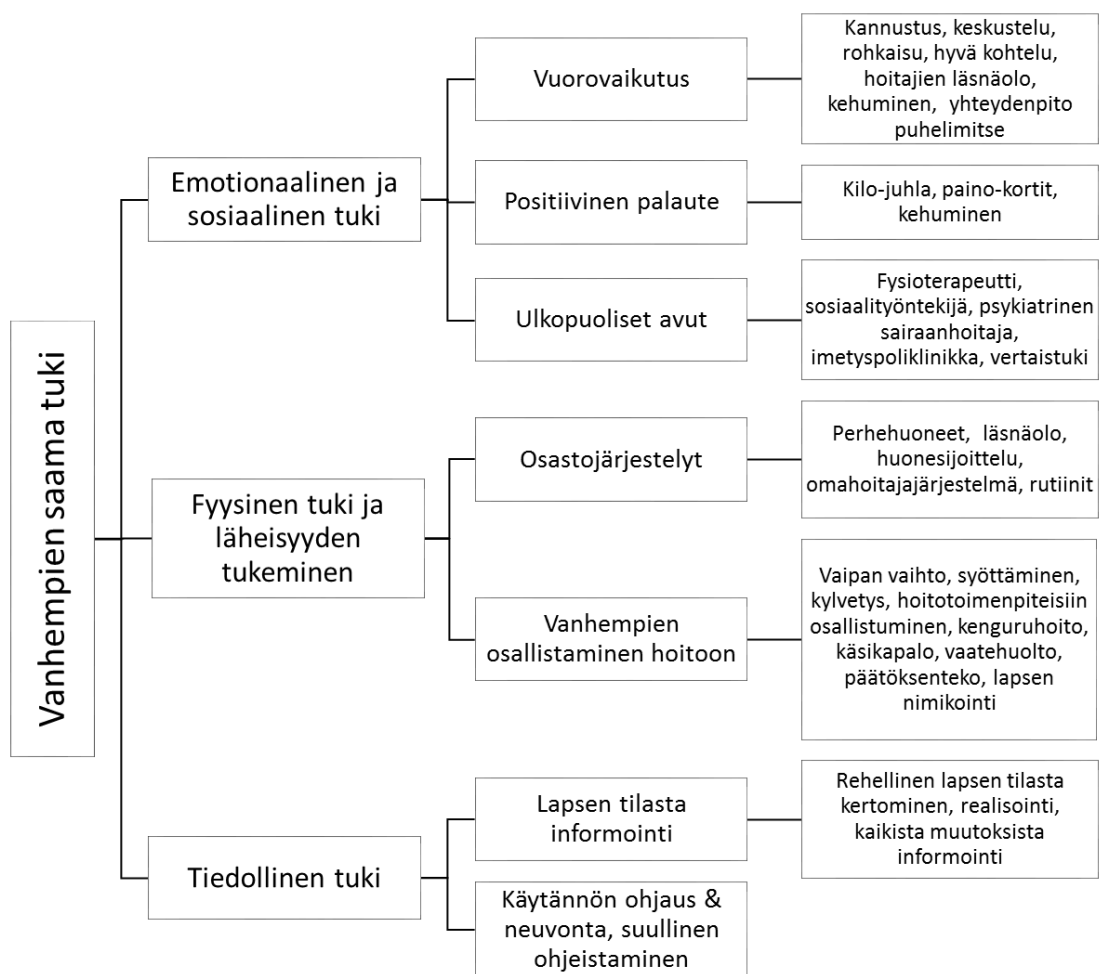 Vanhempien saama tuki
Emotionaalinen ja
sosiaalinen tuki
Vuorovaikutus
Kannustus, keskustelu,
rohkaisu, hyvä kohtelu,
hoitajien läsnäolo,
kehuminen, yhteydenpito
puhelimitse
Positiivinen palaute
Kilo-juhla, paino-kortit,
kehuminen
Ulkopuoliset avut
Fysioterapeutti,
sosiaalityöntekijä, psykiatrinen
sairaanhoitaja,
imetyspoliklinikka, vertaistuki
Fyysinen tuki ja
läheisyyden
tukeminen
Osastojärjestelyt
Perhehuoneet, läsnäolo,
huonesijoittelu,
omahoitajajärjestelmä, rutiinit
Vanhempien
osallistaminen hoitoon
Vaipan vaihto, syöttäminen,
kylvetys, hoitotoimenpiteisiin
osallistuminen, kenguruhoito,
käsikapalo, vaatehuolto,
päätöksenteko, lapsen
nimikointi
Tiedollinen tuki
Lapsen tilasta
informointi
Rehellinen lapsen tilasta
kertominen, realisointi,
kaikista muutoksista
informointi
Käytännön ohjaus &
neuvonta, suullinen
ohjeistaminen